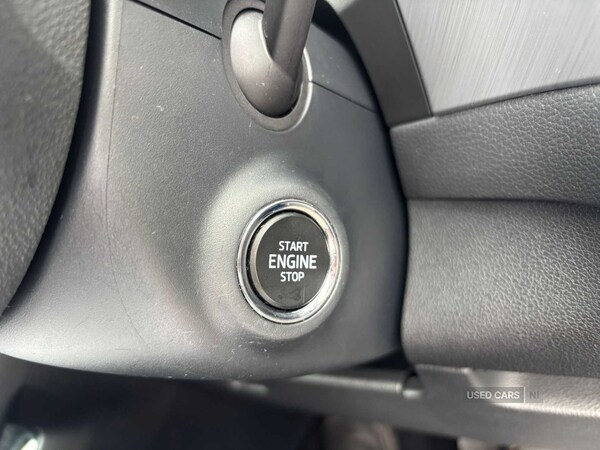 START
ENGINE
STOP
USED CARS NI